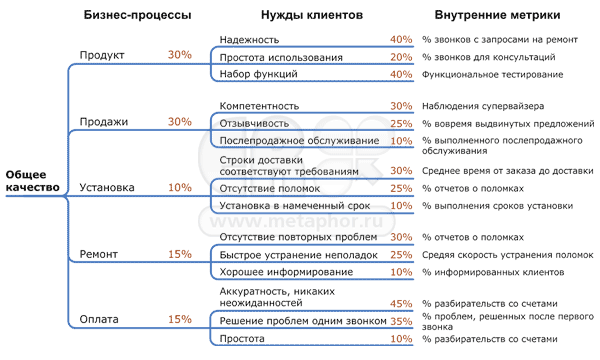 Бизнес-процессы Нужды клиентов Внутренние метрики
Надежность 40% % звонков с запросами на ремонт
Продукт 30% Простота использования 20% % звонков для консультаций
Набор функций 40% Функциональное тестирование
Компетентность 30% Наблюдения супервайзера
Продажи 30% Отзывчивость 25% % вовремя выдвинутых предложений
Послепродажное обслуживание 10% % выполненного послепродажного
обслуживания
Общее
качество
Строки доставки
соответствуют требованиям 30% Среднее время от заказа до доставки
Установка 10% Отсутствие поломок 25% % отчетов о поломках
Установка в намеченный срок 10% % выполнения сроков установки
www.metaphor.ru
Отсутствие повторных проблем 30% % отчетов о поломках
Ремонт 15% Быстрое устранение неполадок 25% Средяя скорость устранения поломок
Хорошее информирование 10% % информированных клиентов
Аккуратность, никаких
неожиданностей 45% % разбирательств со счетами
Оплата 15% Решение проблем одним звонком 35% % проблем, решенных после первого
звонка
Простота 10% % разбирательств со счетами